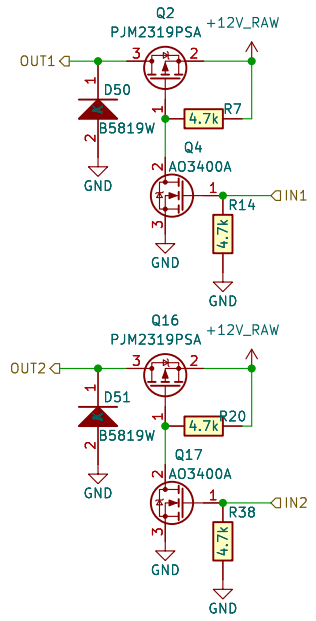 Q2
+12V_RAW
PJM2319PSA
OUT1
3
2
1
D50
1
R7
4.7k
B5819W
2
Q4
2
AO3400A
GND
1
IN1
R14
3
4.7k
GND
GND
Q16
+12V_RAW
PJM2319PSA
OUT2
3
2
1
D51
1
R20
4.7k
B5819W
2
Q17
2
AO3400A
GND
1
IN2
R38
3
4.7k
GND
GND